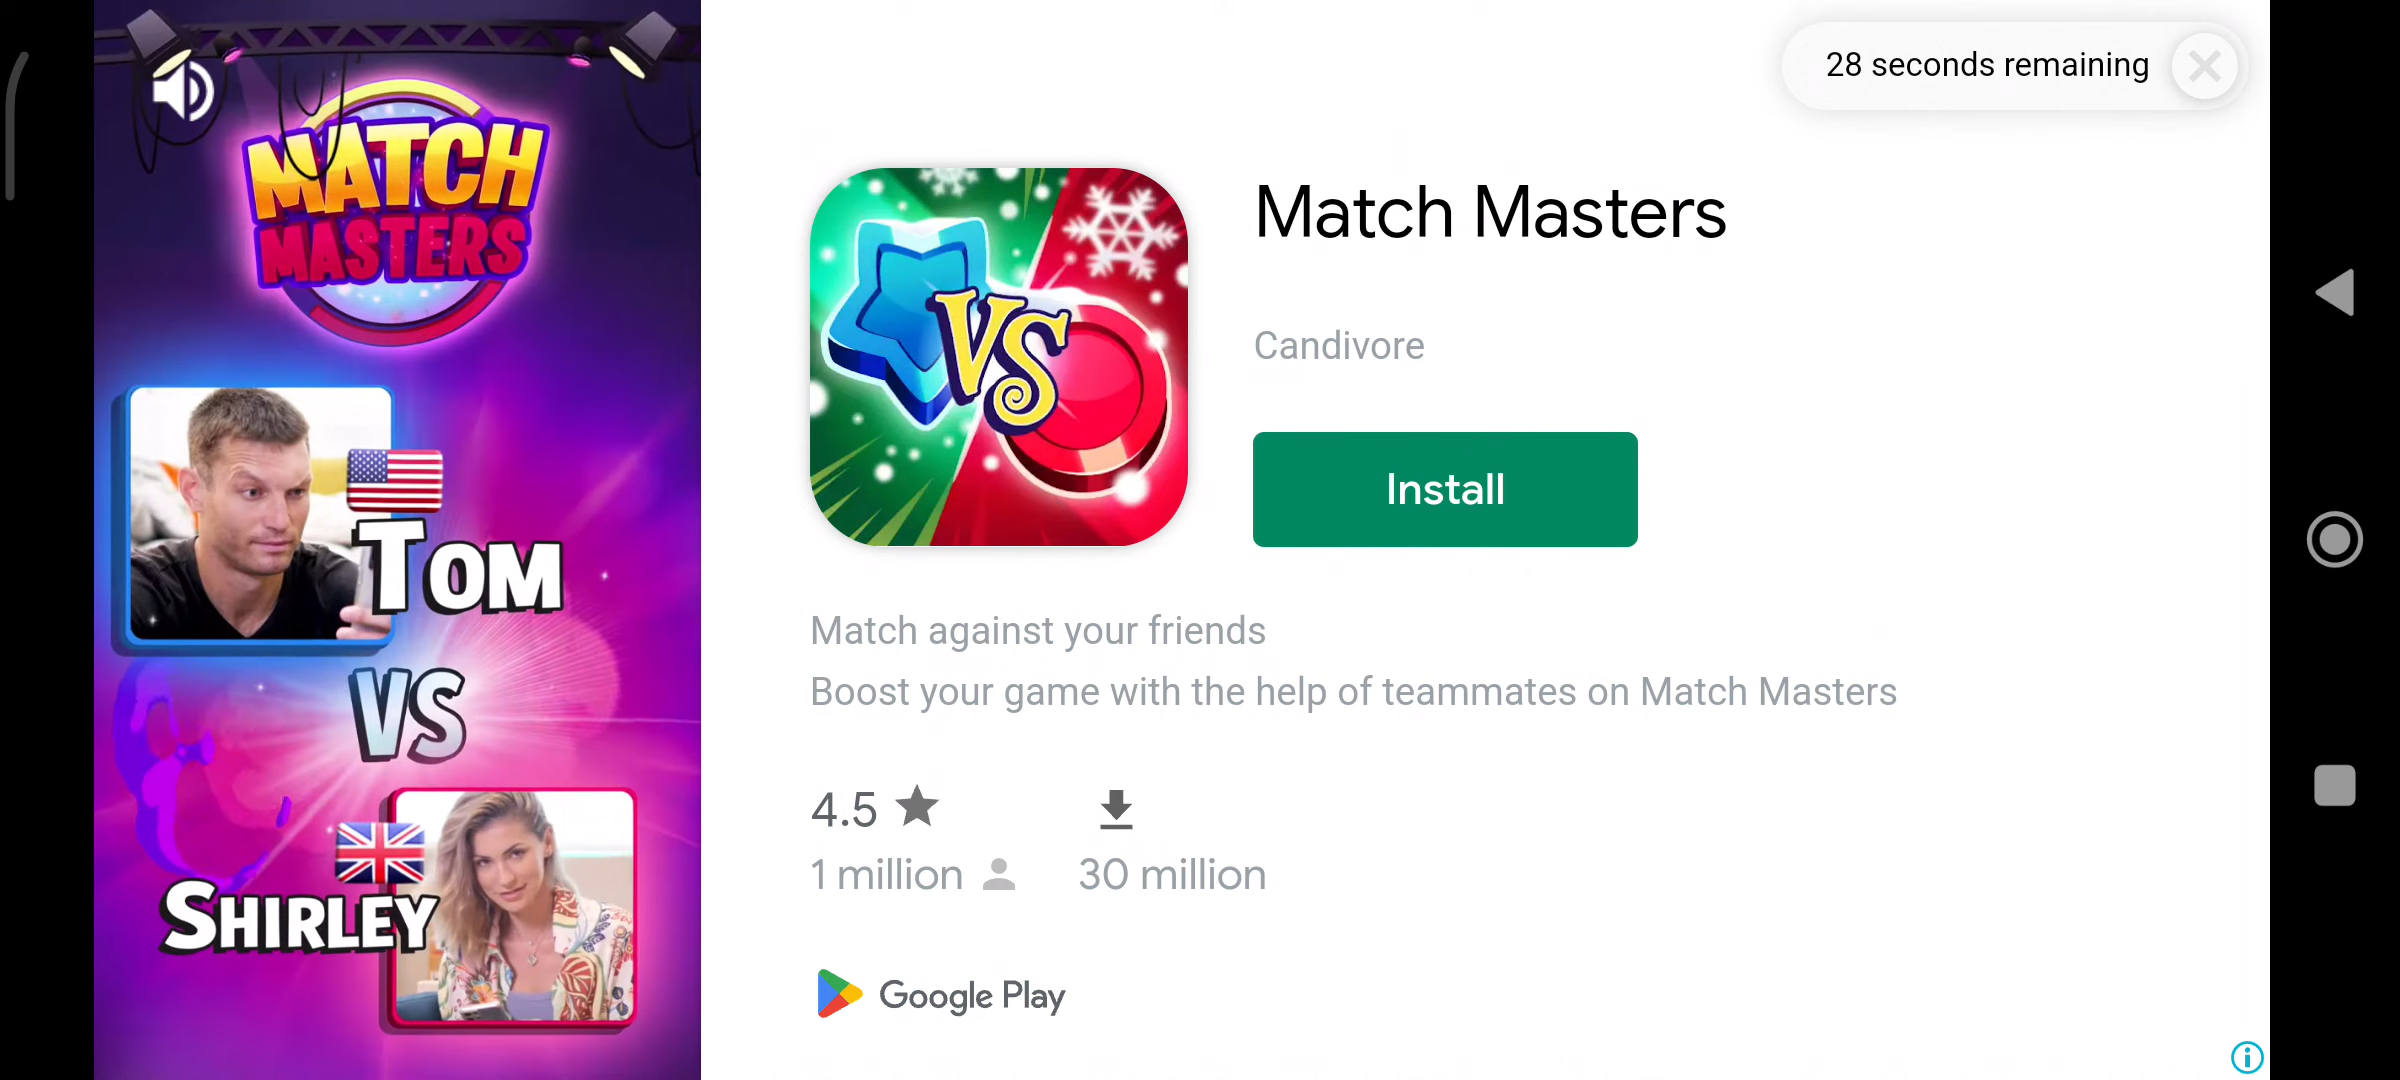 MATCH
MASTERS
TOM
VS
SHIRLEY
28 seconds remaining
VS
Match Masters
Candivore
Install
Match against your friends
Boost your game with the help of teammates on Match Masters
4.5
1 million
30 million
Google Play